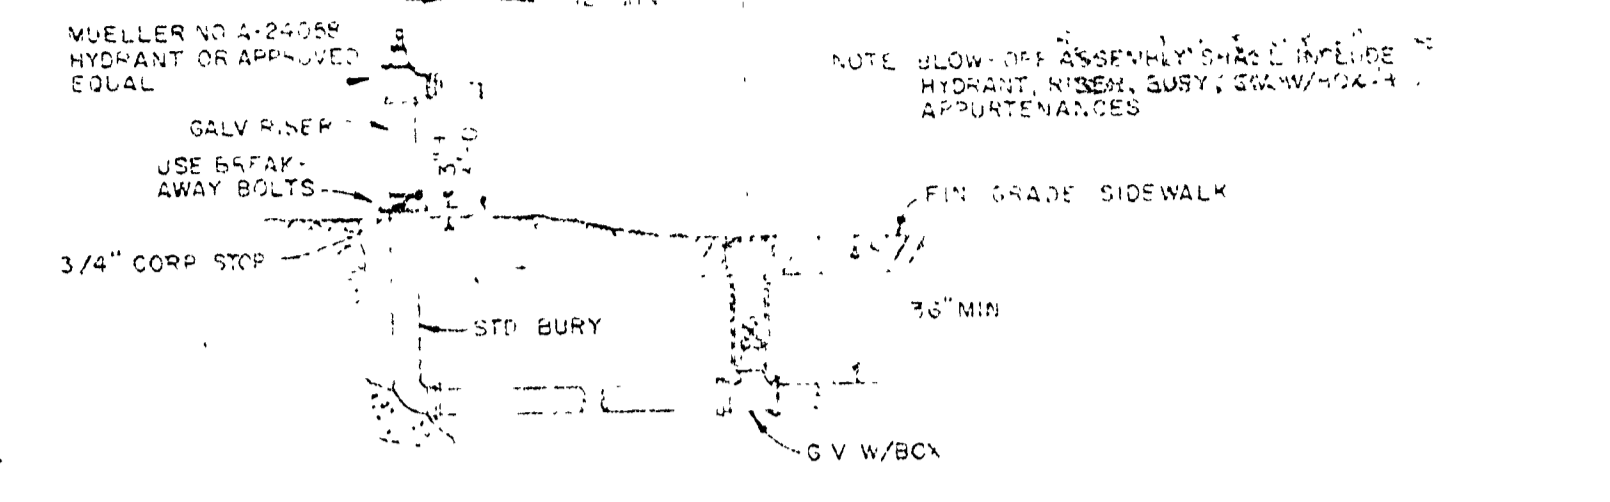 MUELLER NO A-24058
HYDRANT OR APPROVED
EQUAL
GALV RISER
USE BREAK-
AWAY BOLTS
3/4" CORP STOP
STD BURY
NOTE BLOW-OFF ASSEMBLY SHALL INCLUDE
HYDRANT, RISER, BURY, G.V. W/BOX &
APPURTENANCES
FIN GRADE SIDEWALK
36" MIN
G V W/BOX